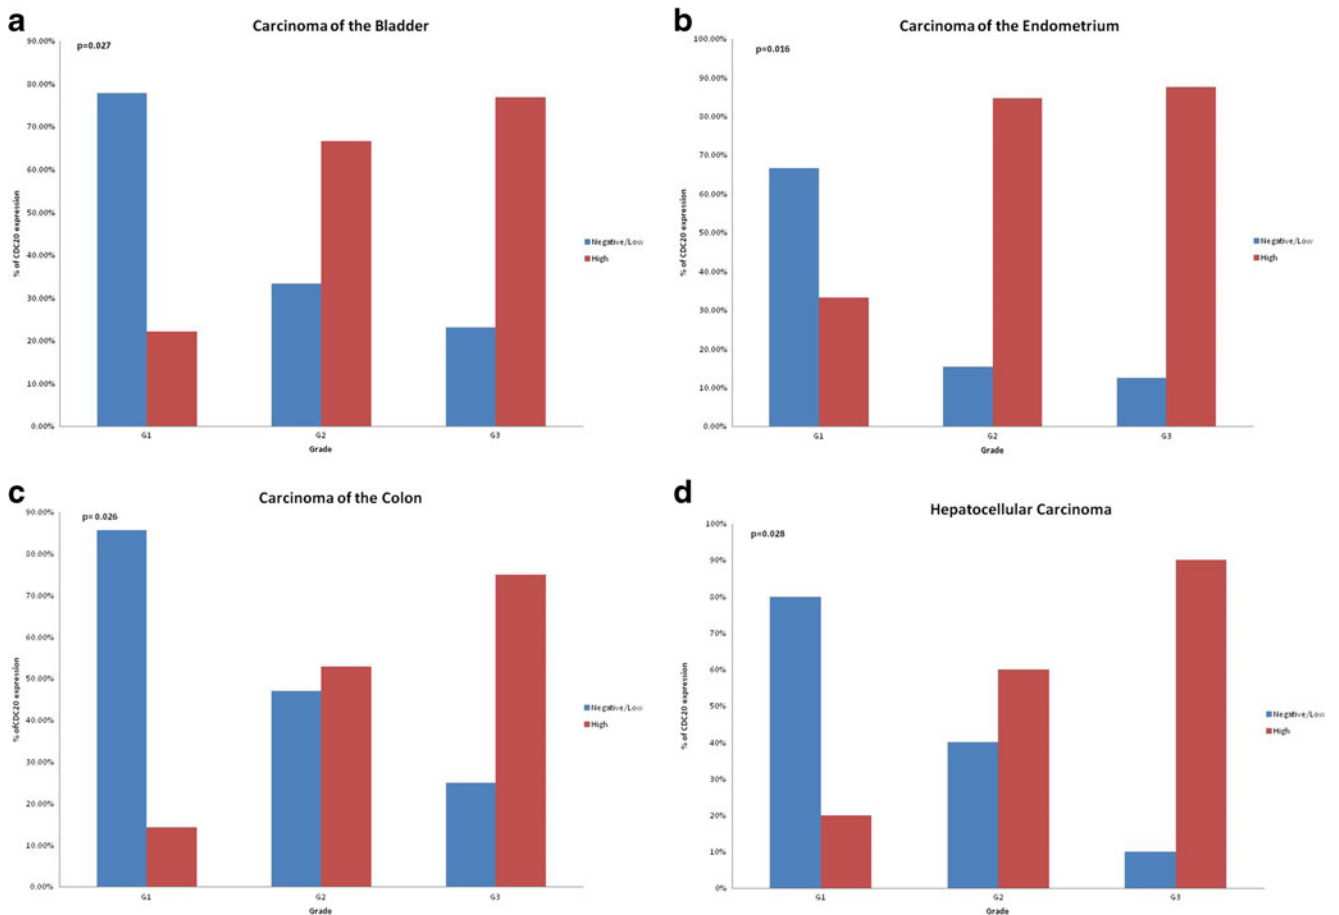 a
Carcinoma of the Bladder
p=0.027
90.00%
80.00%
70.00%
60.00%
50.00%
40.00%
30.00%
20.00%
10.00%
0.00%
% of CDC20 expression
G1 G2 G3
Grade
Negative/Low
High
b
Carcinoma of the Endometrium
p=0.016
100.00%
90.00%
80.00%
70.00%
60.00%
50.00%
40.00%
30.00%
20.00%
10.00%
0.00%
% of CDC20 expression
G1 G2 G3
Grade
Negative/Low
High
c
Carcinoma of the Colon
p= 0.026
90.00%
80.00%
70.00%
60.00%
50.00%
40.00%
30.00%
20.00%
10.00%
0.00%
% ofCDC20 expression
G1 G2 G3
Grade
Negative/Low
High
d
Hepatocellular Carcinoma
p=0.028
100%
90%
80%
70%
60%
50%
40%
30%
20%
10%
0%
% of CDC20 expression
G1 G2 G3
Grade
Negative/Low
High